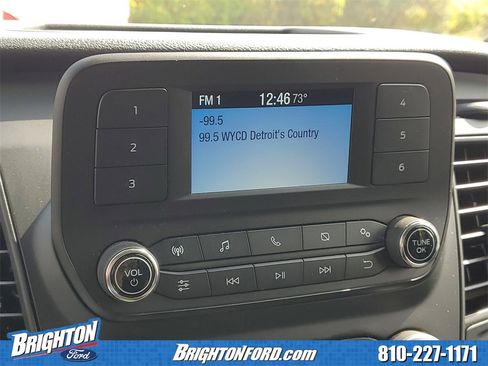 FM 1 12:46 73°
-99.5
99.5 WYCD Detroit's Country
1
2
3
4
5
6
VOL
TUNE
OK
BRIGHTON
Ford
BRIGHTONFORD.com
810-227-1171